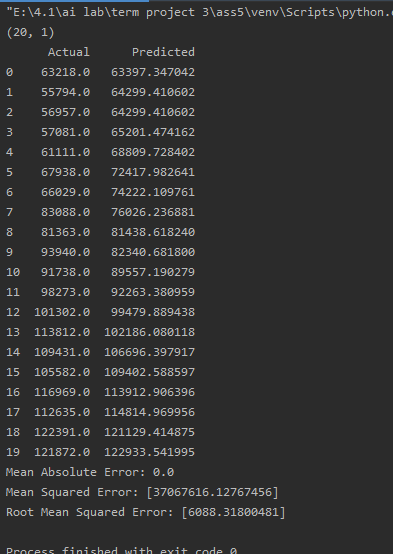 "E:\4.1\ai lab\term project 3\ass5\venv\Scripts\python.
(20, 1)
Actual Predicted
0 63218.0 63397.347042
1 55794.0 64299.410602
2 56957.0 64299.410602
3 57081.0 65201.474162
4 61111.0 68809.728402
5 67938.0 72417.982641
6 66029.0 74222.109761
7 83088.0 76026.236881
8 81363.0 81438.618240
9 93940.0 82340.681800
10 91738.0 89557.190279
11 98273.0 92263.380959
12 101302.0 99479.889438
13 113812.0 102186.080118
14 109431.0 106696.397917
15 105582.0 109402.588597
16 116969.0 113912.906396
17 112635.0 114814.969956
18 122391.0 121129.414875
19 121872.0 122933.541995
Mean Absolute Error: 0.0
Mean Squared Error: [37067616.12767456]
Root Mean Squared Error: [6088.31800481]
Process finished with exit code 0